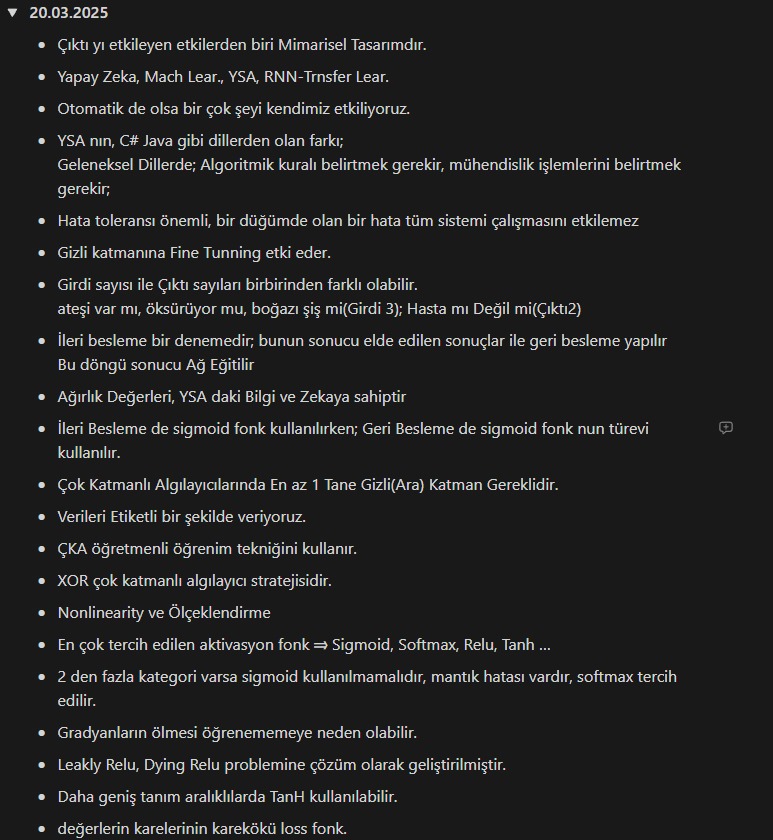 20.03.2025
Çıktı yı etkileyen etkilerden biri Mimarisel Tasarımdır.
Yapay Zeka, Mach Lear., YSA, RNN-Trnsfer Lear.
Otomatik de olsa bir çok şeyi kendimiz etkiliyoruz.
YSA nın, C# Java gibi dillerden olan farkı;
Geleneksel Dillerde; Algoritmik kuralı belirtmek gerekir, mühendislik işlemlerini belirtmek
gerekir;
Hata toleransı önemli, bir düğümde olan bir hata tüm sistemi çalışmasını etkilemez
Gizli katmanına Fine Tunning etki eder.
Girdi sayısı ile Çıktı sayıları birbirinden farklı olabilir.
ateşi var mı, öksürüyor mu, boğazı şiş mi(Girdi 3); Hasta mı Değil mi(Çıktı2)
İleri besleme bir denemedir; bunun sonucu elde edilen sonuçlar ile geri besleme yapılır
Bu döngü sonucu Ağ Eğitilir
Ağırlık Değerleri, YSA daki Bilgi ve Zekaya sahiptir
İleri Besleme de sigmoid fonk kullanılırken; Geri Besleme de sigmoid fonk nun türevi
kullanılır.
Çok Katmanlı Algılayıcılarında En az 1 Tane Gizli(Ara) Katman Gereklidir.
Verileri Etiketli bir şekilde veriyoruz.
ÇKA öğretmenli öğrenim tekniğini kullanır.
XOR çok katmanlı algılayıcı stratejisidir.
Nonlinearity ve Ölçeklendirme
En çok tercih edilen aktivasyon fonk ⇒ Sigmoid, Softmax, Relu, Tanh ...
2 den fazla kategori varsa sigmoid kullanılmamalıdır, mantık hatası vardır, softmax tercih
edilir.
Gradyanların ölmesi öğrenememeye neden olabilir.
Leakly Relu, Dying Relu problemine çözüm olarak geliştirilmiştir.
Daha geniş tanım aralıklılarda TanH kullanılabilir.
değerlerin karelerinin karekökü loss fonk.